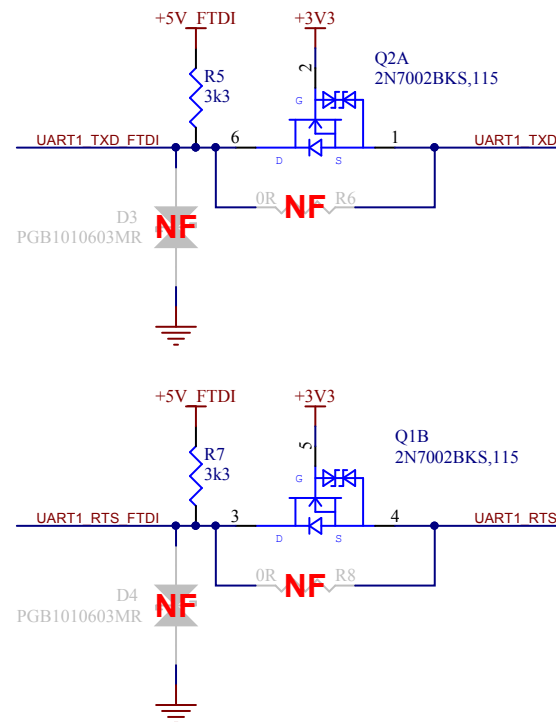 +5V_FTDI
+3V3
R5
3k3
2
Q2A
2N7002BKS,115
G
UART1_TXD_FTDI
6
D
S
1
UART1_TXD
0R
NF
R6
D3
PGB1010603MR
NF
+5V_FTDI
+3V3
R7
3k3
5
Q1B
2N7002BKS,115
G
UART1_RTS_FTDI
3
D
S
4
UART1_RTS
0R
NF
R8
D4
PGB1010603MR
NF